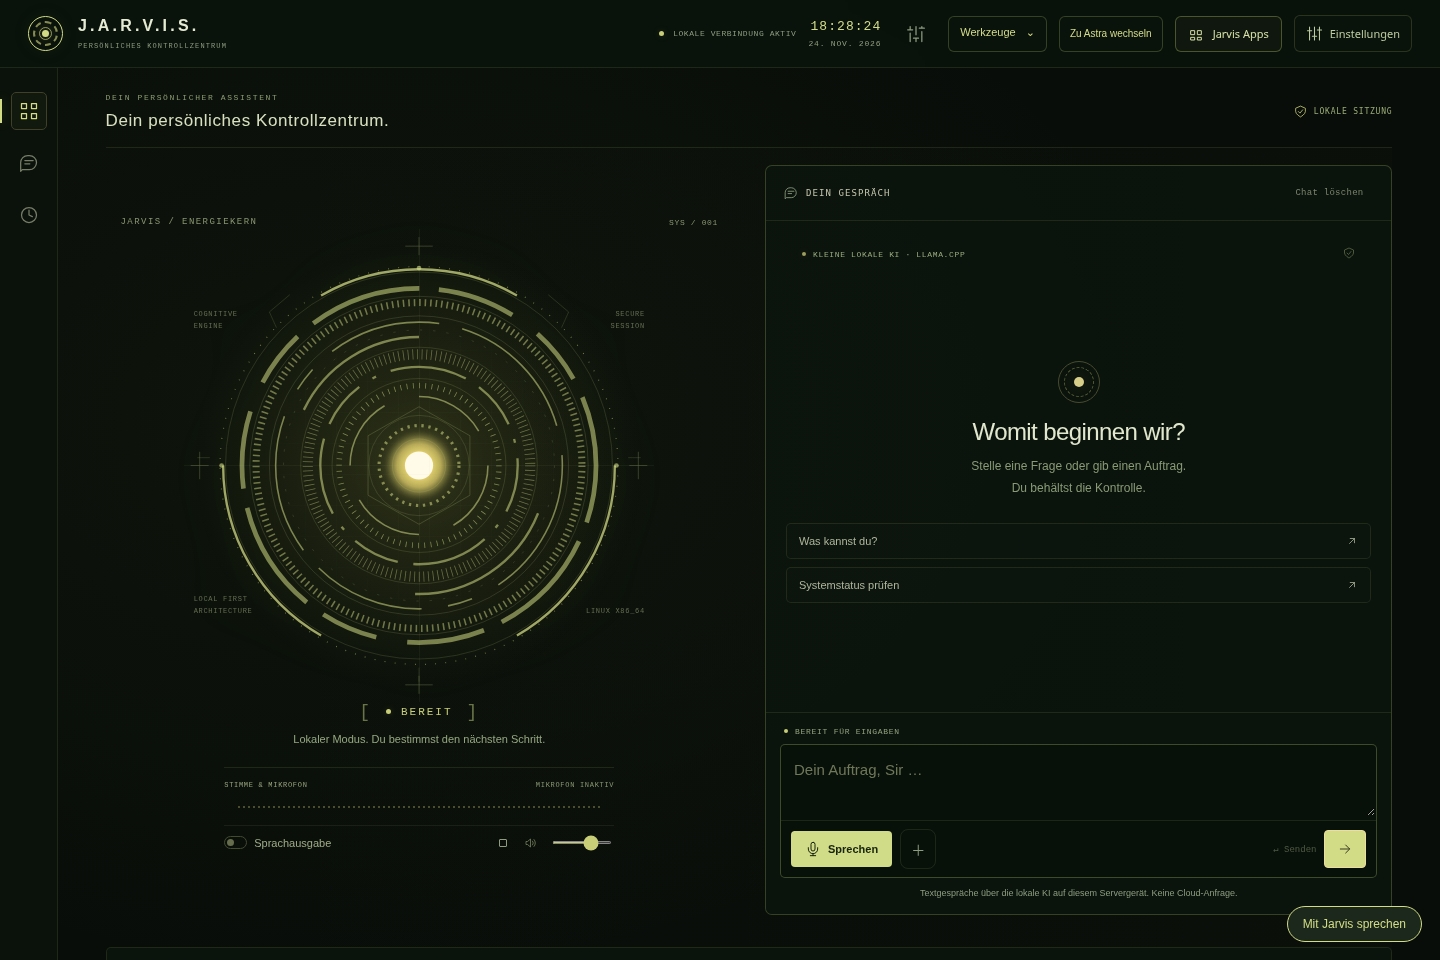 J.A.R.V.I.S.
PERSÖNLICHES KONTROLLZENTRUM
LOKALE VERBINDUNG AKTIV
18:28:24
24. NOV. 2026
Werkzeuge
Zu Astra wechseln
Jarvis Apps
Einstellungen
DEIN PERSÖNLICHER ASSISTENT
Dein persönliches Kontrollzentrum.
LOKALE SITZUNG
JARVIS / ENERGIEKERN
SYS / 001
COGNITIVE
ENGINE
SECURE
SESSION
LOCAL FIRST
ARCHITECTURE
LINUX X86_64
[ BEREIT ]
Lokaler Modus. Du bestimmst den nächsten Schritt.
STIMME & MIKROFON
MIKROFON INAKTIV
Sprachausgabe
DEIN GESPRÄCH
Chat löschen
KLEINE LOKALE KI · LLAMA.CPP
Womit beginnen wir?
Stelle eine Frage oder gib einen Auftrag.
Du behältst die Kontrolle.
Was kannst du?
Systemstatus prüfen
BEREIT FÜR EINGABEN
Dein Auftrag, Sir …
Sprechen
↵ Senden
Textgespräche über die lokale KI auf diesem Servergerät. Keine Cloud-Anfrage.
Mit Jarvis sprechen